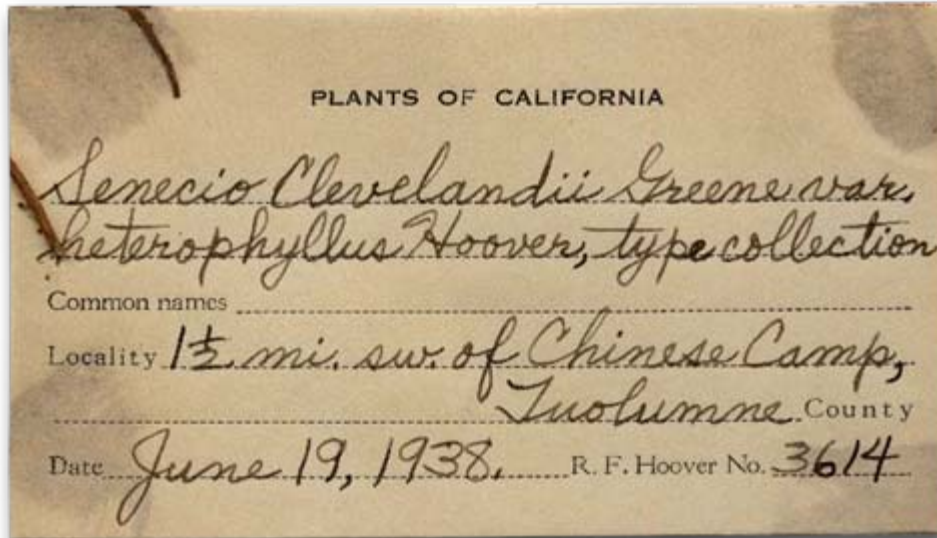 PLANTS OF CALIFORNIA
Senecio Clevelandii Greene var.
heterophyllus Hoover, type collection
Common names
Locality 1½ mi. sw. of Chinese Camp,
Tuolumne County
Date June 19, 1938. R. F. Hoover No. 3614